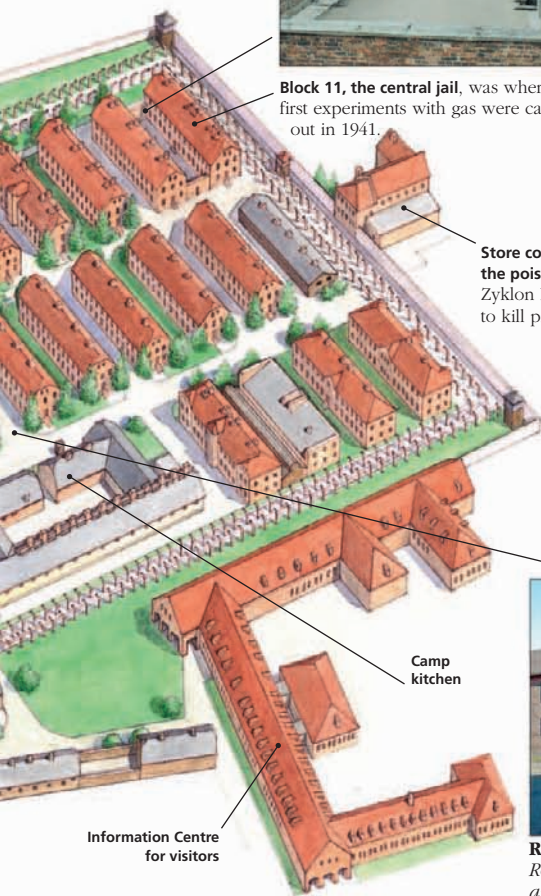 Block 11, the central jail, was wher
first experiments with gas were ca
out in 1941.
Store co
the pois
Zyklon
to kill p
Camp
kitchen
Information Centre
for visitors
R
R
a